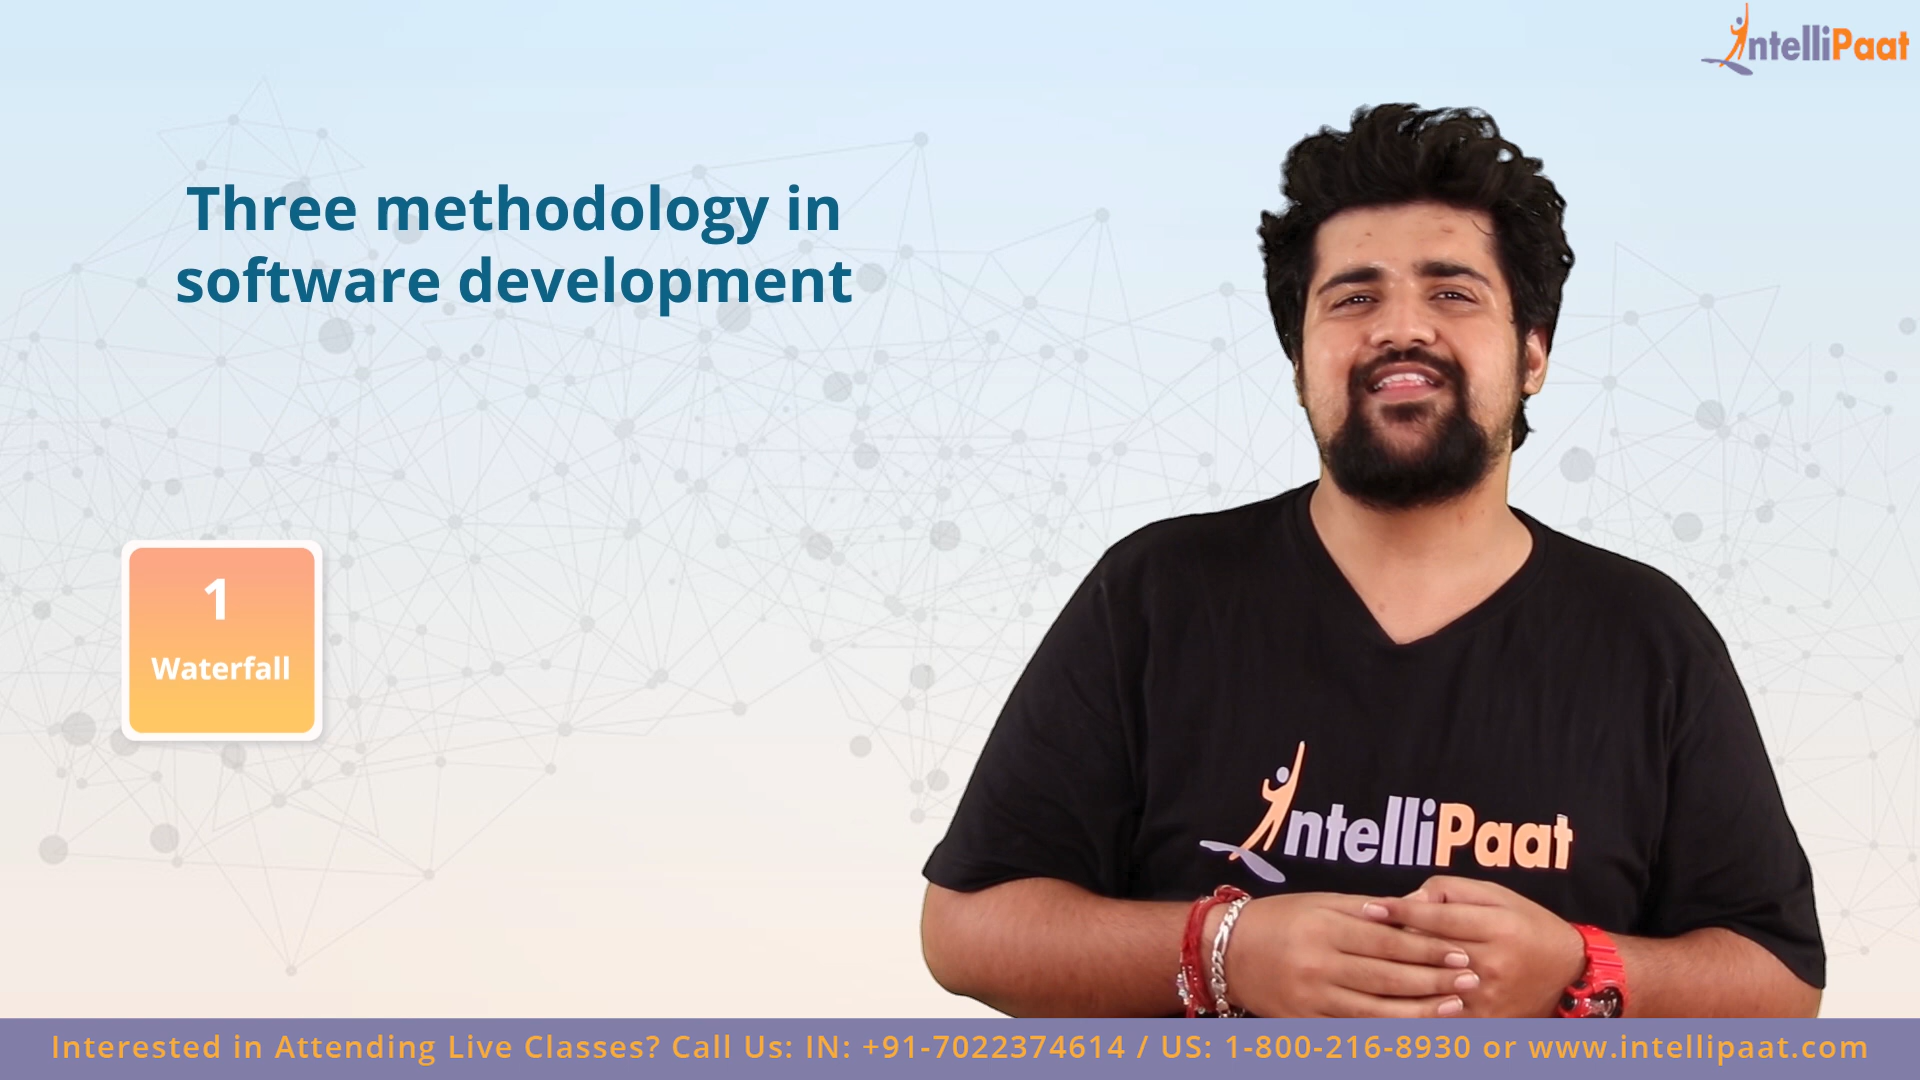 IntelliPaat
Three methodology in
software development
1
Waterfall
IntelliPaat
Interested in Attending Live Classes? Call Us: IN: +91-7022374614 / US: 1-800-216-8930 or www.intellipaat.com